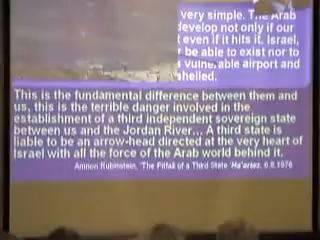 very simple. The Arab
develop not only if our
t even if it hits it. Israel,
r be able to exist nor to
s vulnerable airport and
shelled.
This is the fundamental difference between them and
us, this is the terrible danger involved in the
establishment of a third independent sovereign state
between us and the Jordan River... A third state is
liable to be an arrow-head directed at the very heart of
Israel with all the force of the Arab world behind it.
Amnon Rubinstein, 'The Pitfall of a Third State' Ha'aretz, 6.8.1976